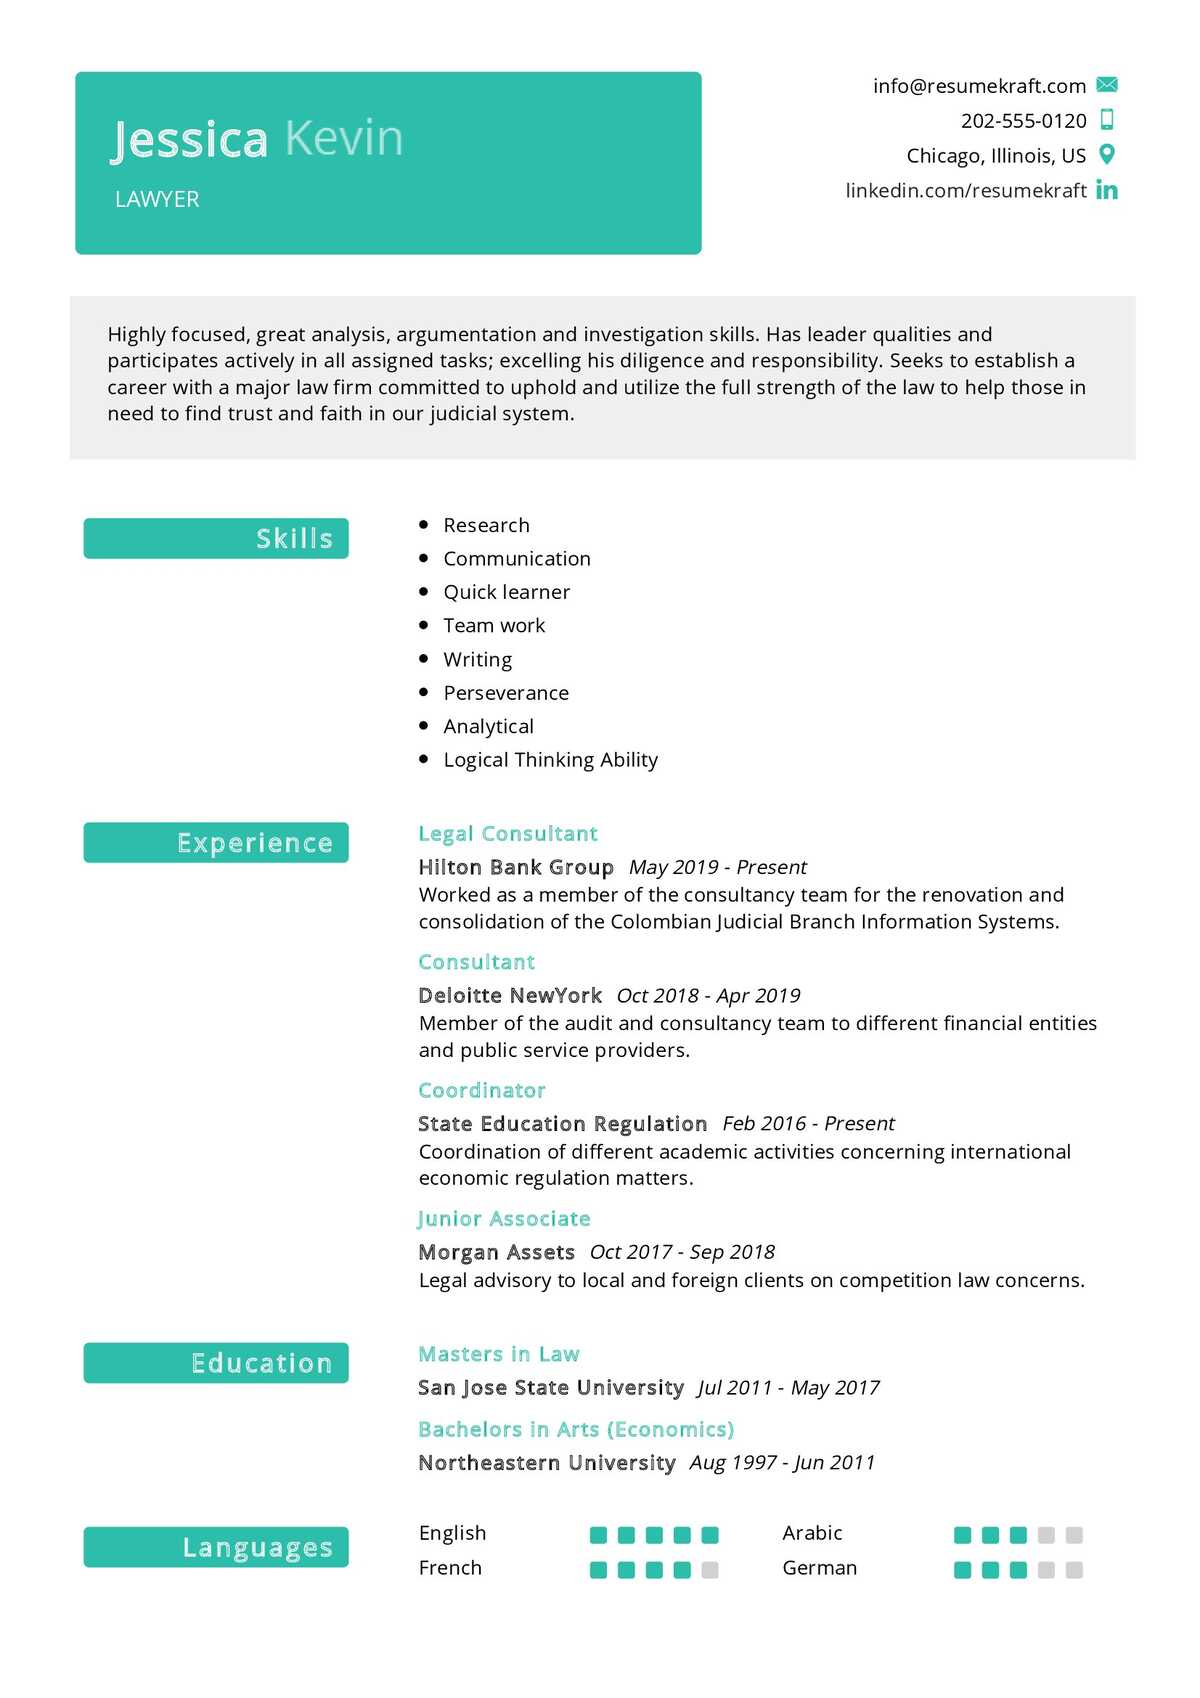 Jessica Kevin
LAWYER
info@resumekraft.com
202-555-0120
Chicago, Illinois, US
linkedin.com/resumekraft
in
Highly focused, great analysis, argumentation and investigation skills. Has leader qualities and
participates actively in all assigned tasks; excelling his diligence and responsibility. Seeks to establish a
career with a major law firm committed to uphold and utilize the full strength of the law to help those in
need to find trust and faith in our judicial system.
Skills
Research
Communication
Quick learner
Team work
Writing
Perseverance
Analytical
Logical Thinking Ability
Experience
Legal Consultant
Hilton Bank Group May 2019 - Present
Worked as a member of the consultancy team for the renovation and
consolidation of the Colombian Judicial Branch Information Systems.
Consultant
Deloitte NewYork Oct 2018 - Apr 2019
Member of the audit and consultancy team to different financial entities
and public service providers.
Coordinator
State Education Regulation Feb 2016 - Present
Coordination of different academic activities concerning international
economic regulation matters.
Junior Associate
Morgan Assets Oct 2017 - Sep 2018
Legal advisory to local and foreign clients on competition law concerns.
Education
Masters in Law
San Jose State University Jul 2011 - May 2017
Bachelors in Arts (Economics)
Northeastern University Aug 1997 - Jun 2011
Languages
English
Arabic
French
German